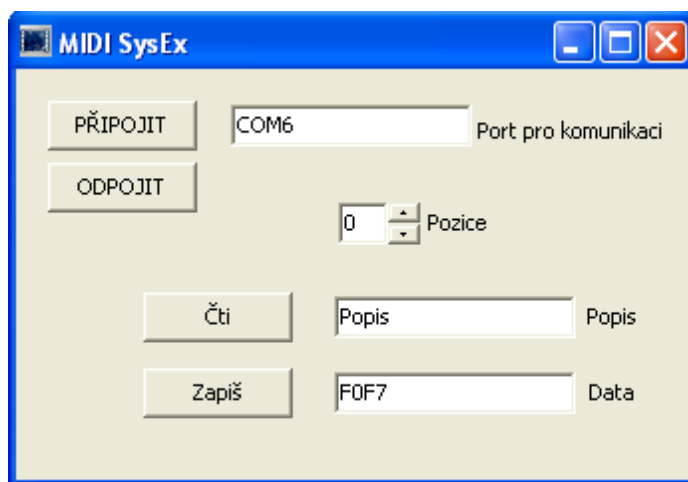 MIDI SysEx
PŘIPOJIT
COM6
Port pro komunikaci
ODPOJIT
0
Pozice
Čti
Popis
Popis
Zapiš
F0F7
Data